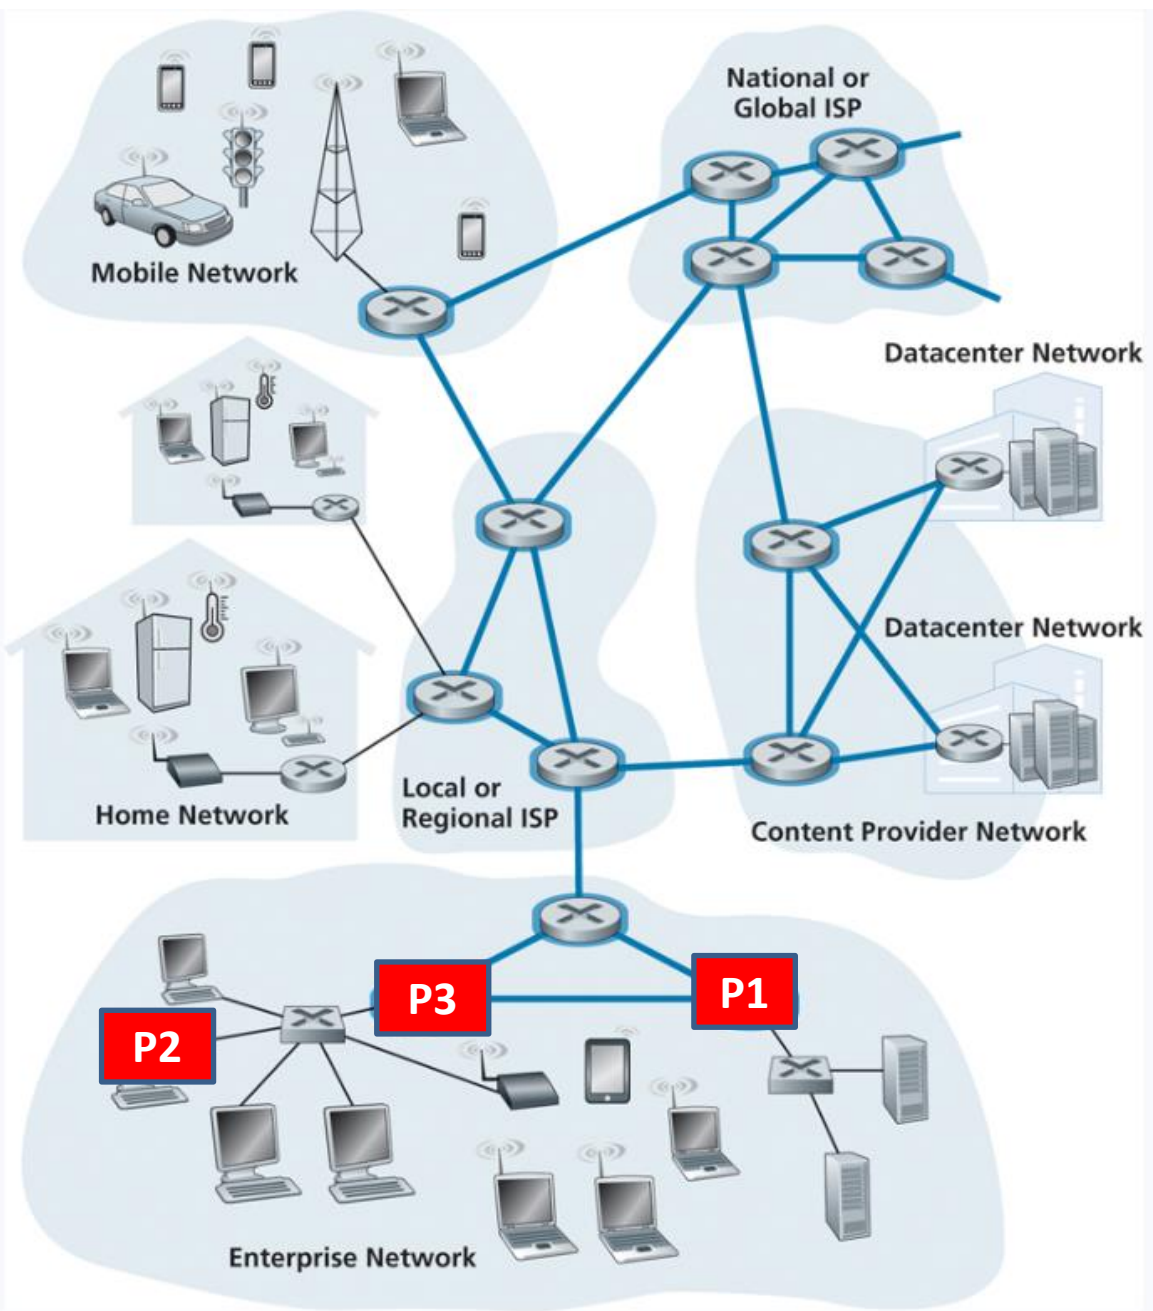 National or
Global ISP
Mobile Network
Datacenter Network
Datacenter Network
Home Network
Local or
Regional ISP
Content Provider Network
P3
P1
P2
Enterprise Network